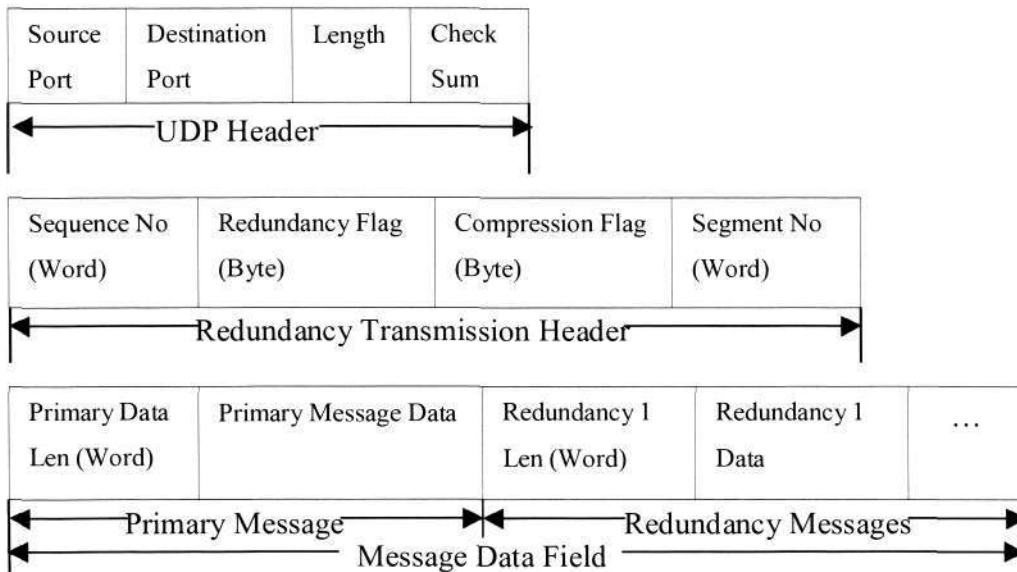 Source Port
Destination Port
Length
Check Sum
UDP Header
Sequence No (Word)
Redundancy Flag (Byte)
Compression Flag (Byte)
Segment No (Word)
Redundancy Transmission Header
Primary Data Len (Word)
Primary Message Data
Redundancy 1 Len (Word)
Redundancy 1 Data
...
Primary Message
Redundancy Messages
Message Data Field